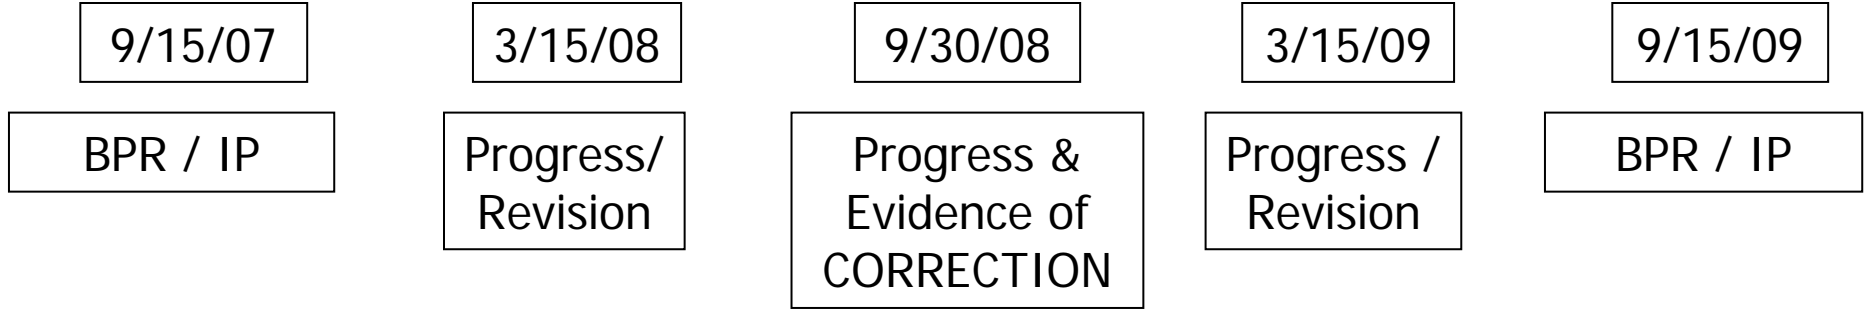 9/15/07
3/15/08
9/30/08
3/15/09
9/15/09
BPR / IP
Progress/
Revision
Progress &
Evidence of
CORRECTION
Progress /
Revision
BPR / IP